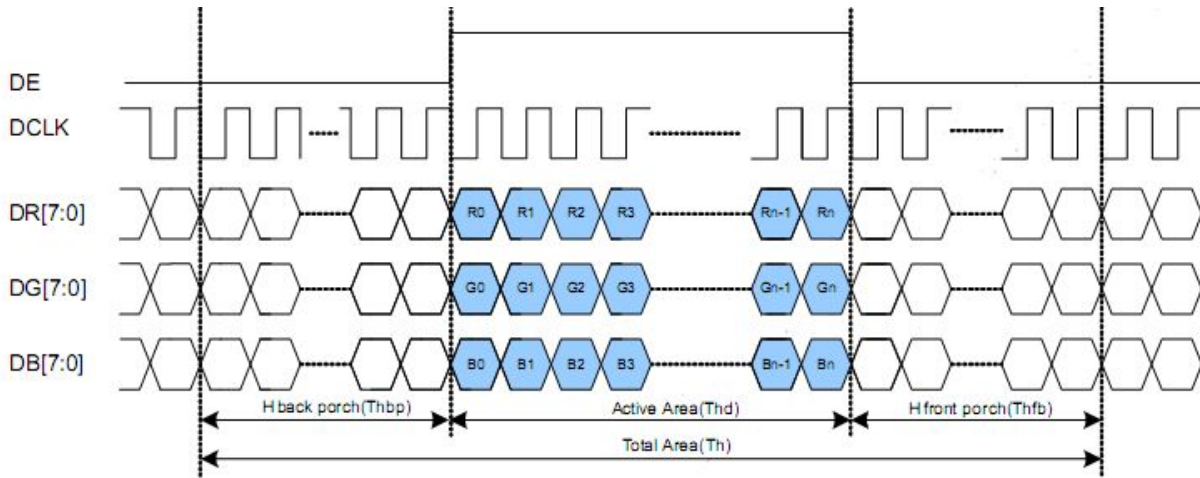 DE
DCLK
DR[7:0]
R0 R1 R2 R3 Rn-1 Rn
DG[7:0]
G0 G1 G2 G3 Gn-1 Gn
DB[7:0]
B0 B1 B2 B3 Bn-1 Bn
H back porch(Thbp) Active Area(Thd) H front porch(Thfb)
Total Area(Th)